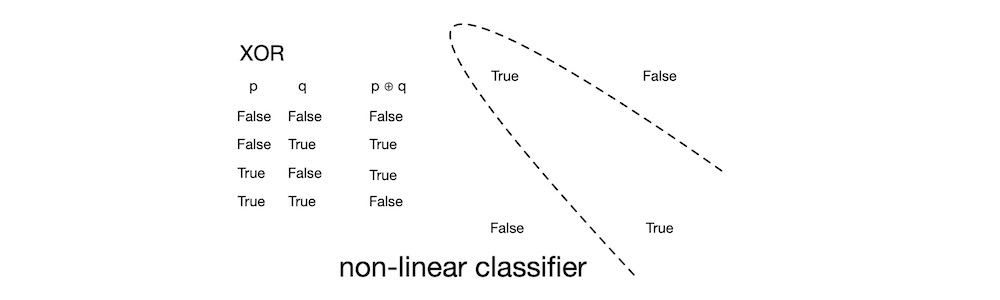 XOR
p q p ⊕ q
False False False
False True True
True False True
True True False
True False
False True
non-linear classifier